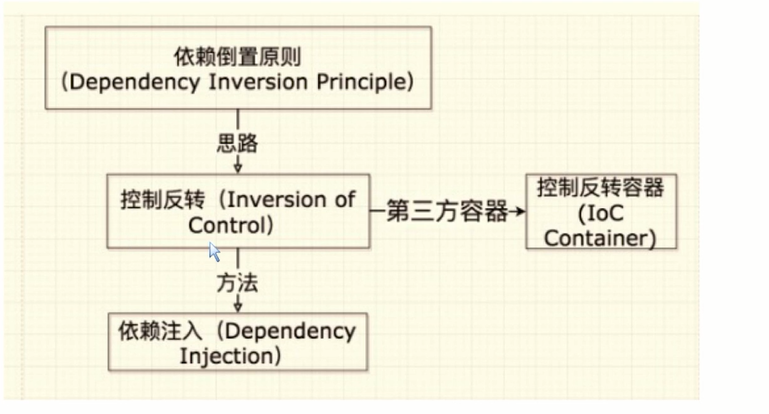 依赖倒置原则
（Dependency Inversion Principle）
思路
控制反转（Inversion of
Control）
第三方容器
控制反转容器
(IoC
Container)
方法
依赖注入（Dependency
Injection）